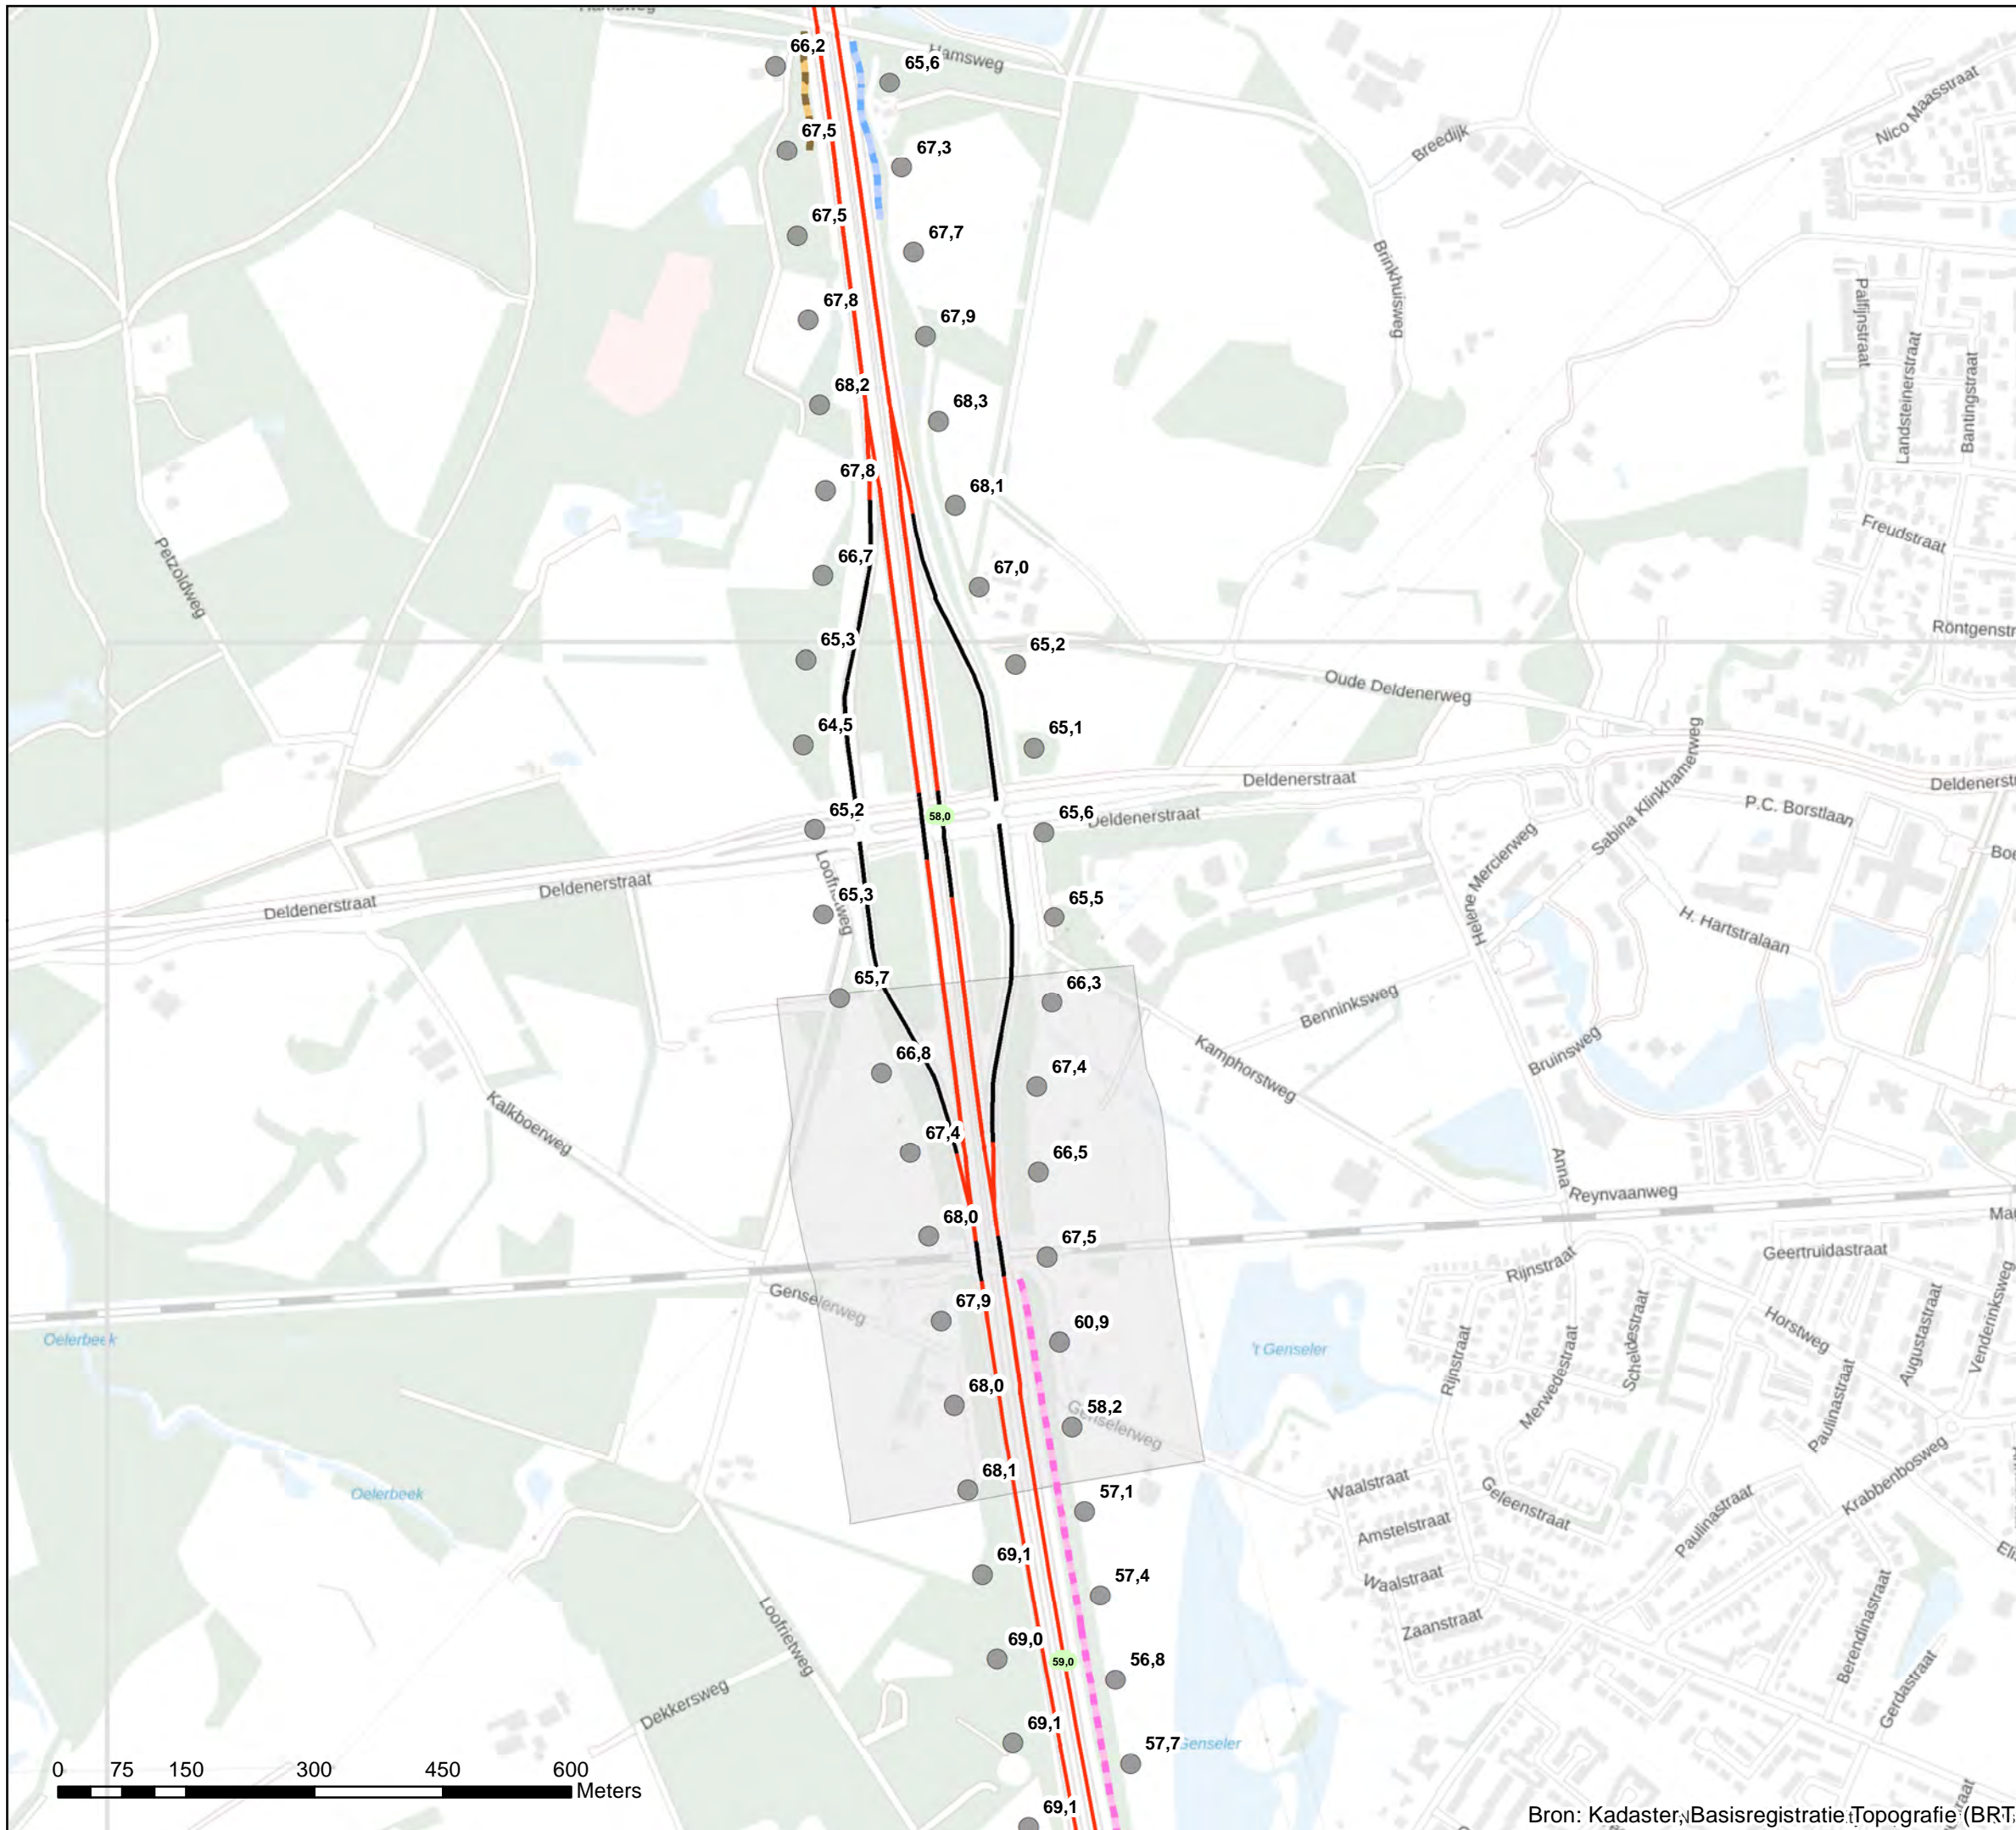 Hamsweg
66,2
65,6
Hamsweg
Nico Maasstraat
67,5
67,3
Breedijk
67,5
67,7
Brinkhuisweg
Palfijnstraat
67,8
67,9
Landsteinerstraat
Bantingstraat
68,2
68,3
67,8
68,1
Freudstraat
Petzoldweg
66,7
67,0
Röntgenstr
65,3
65,2
Oude Deldenerweg
64,5
65,1
Sabina Klinkhamerweg
Deldenerstraat
Deldenerst
65,2
58,0
65,6
Deldenerstraat
P.C. Borstlaan
Boe
Loofrietweg
Helene Mercierweg
Deldenerstraat
Deldenerstraat
65,3
65,5
H. Hartstralaan
65,7
66,3
Benninksweg
66,8
67,4
Kamphorstweg
Bruinsweg
Kalkboerweg
67,4
66,5
Anna
Reynvaanweg
68,0
67,5
Geertruidastraat
Rijnstraat
Genselerweg
67,9
60,9
Oelerbeek
't Genseler
Rijnstraat
Merwedestraat
Scheldestraat
Horstweg
Augustastraat
Venderinksweg
68,0
58,2
Genselerweg
Paulinastraat
68,1
57,1
Oelerbeek
Waalstraat
Geleenstraat
Krabbenbosweg
Amstelstraat
Paulinastraat
69,1
57,4
Waalstraat
Zaanstraat
Berendinastraat
Loofrietweg
69,0
59,0
56,8
Gerdastraat
Dekkersweg
69,1
57,7
Genseler
0 75 150 300 450 600
Meters
69,1
Bron: Kadaster, Basisregistratie Topografie (BRT